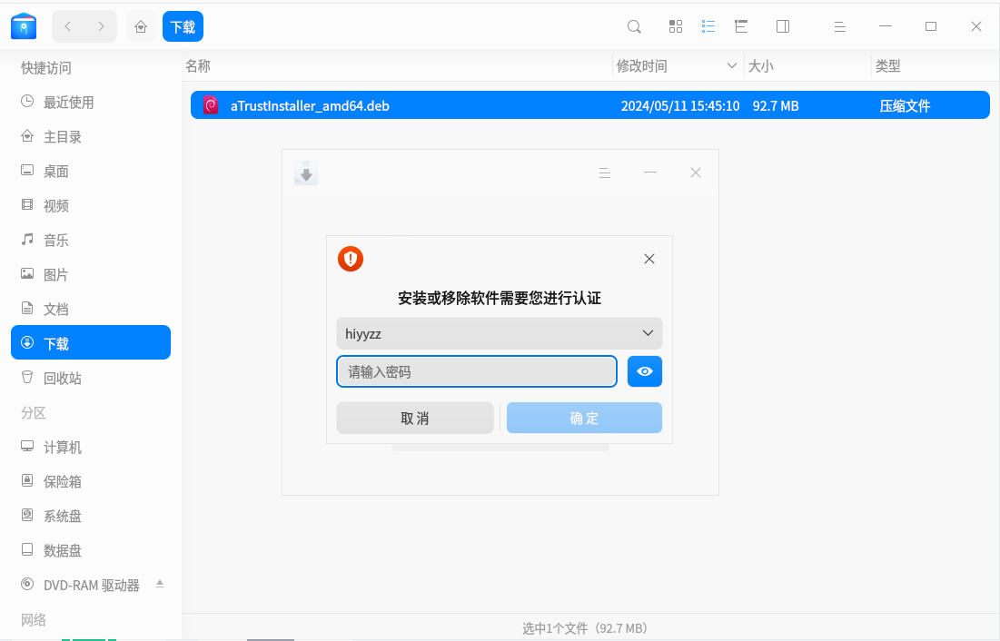 下载
快捷访问
名称 修改时间 大小 类型
最近使用
aTrustInstaller_amd64.deb 2024/05/11 15:45:10 92.7 MB 压缩文件
主目录
桌面
视频
音乐
图片
文档
下载
回收站
分区
计算机
保险箱
系统盘
数据盘
DVD-RAM 驱动器
网络
安装或移除软件需要您进行认证
hiyyzz
请输入密码
取 消 确 定
选中1个文件（92.7 MB）